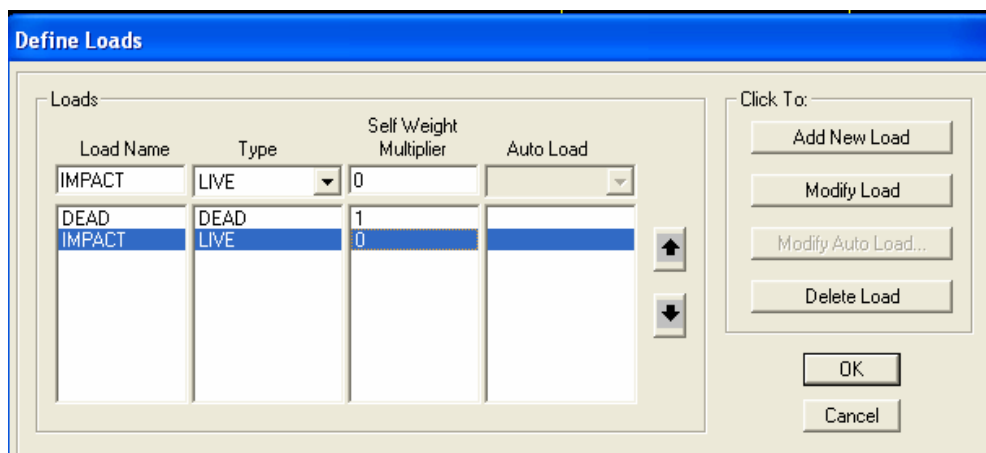 Define Loads
Loads
Load Name Type Self Weight Multiplier Auto Load
IMPACT LIVE 0
DEAD DEAD 1
IMPACT LIVE 0
Click To:
Add New Load
Modify Load
Modify Auto Load...
Delete Load
OK
Cancel